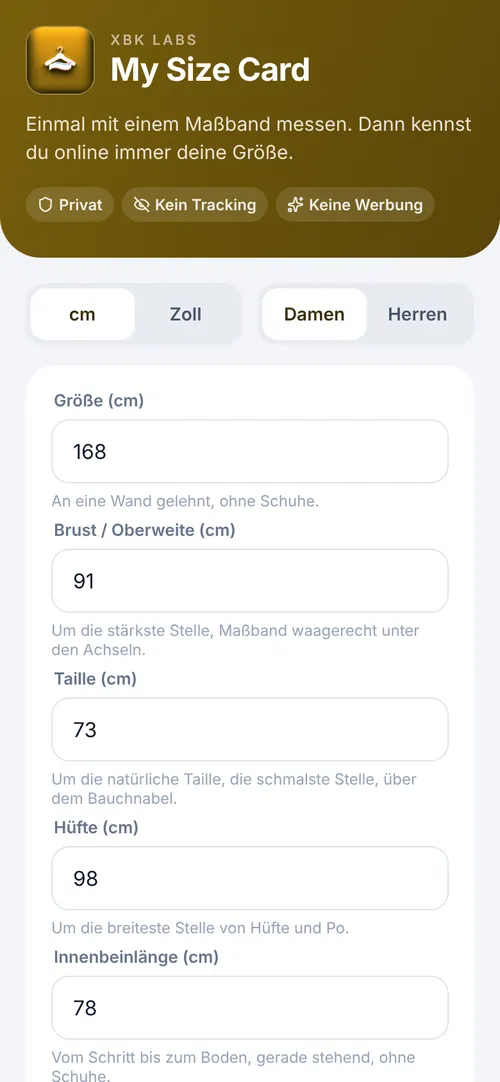 XBK LABS
My Size Card
Einmal mit einem Maßband messen. Dann kennst
du online immer deine Größe.
Privat
Kein Tracking
Keine Werbung
cm
Zoll
Damen
Herren
Größe (cm)
168
An eine Wand gelehnt, ohne Schuhe.
Brust / Oberweite (cm)
91
Um die stärkste Stelle, Maßband waagerecht unter
den Achseln.
Taille (cm)
73
Um die natürliche Taille, die schmalste Stelle, über
dem Bauchnabel.
Hüfte (cm)
98
Um die breiteste Stelle von Hüfte und Po.
Innenbeinlänge (cm)
78
Vom Schritt bis zum Boden, gerade stehend, ohne
Schuhe.